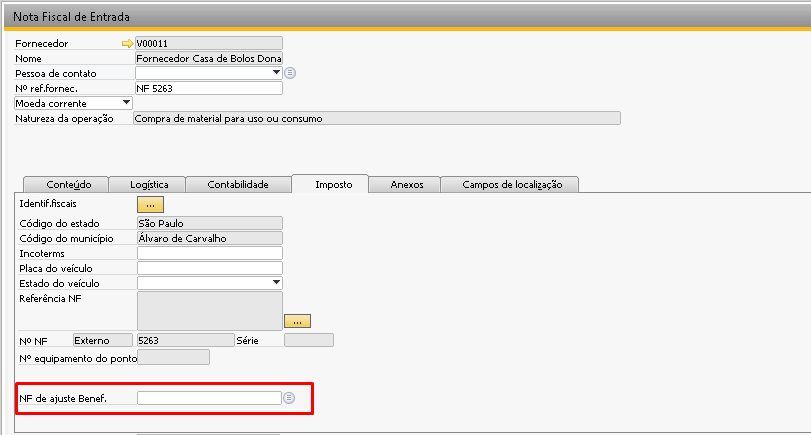 Nota Fiscal de Entrada
Fornecedor V00011
Nome Fornecedor Casa de Bolos Dona
Pessoa de contato
Nº ref.fornec. NF 5263
Moeda corrente
Natureza da operação Compra de material para uso ou consumo
Conteúdo Logística Contabilidade Imposto Anexos Campos de localização
Identif.fiscais ...
Código do estado São Paulo
Código do município Álvaro de Carvalho
Incoterms
Placa do veículo
Estado do veículo
Referência NF
...
Nº NF Externo 5263 Série
Nº equipamento do ponto
NF de ajuste Benef.